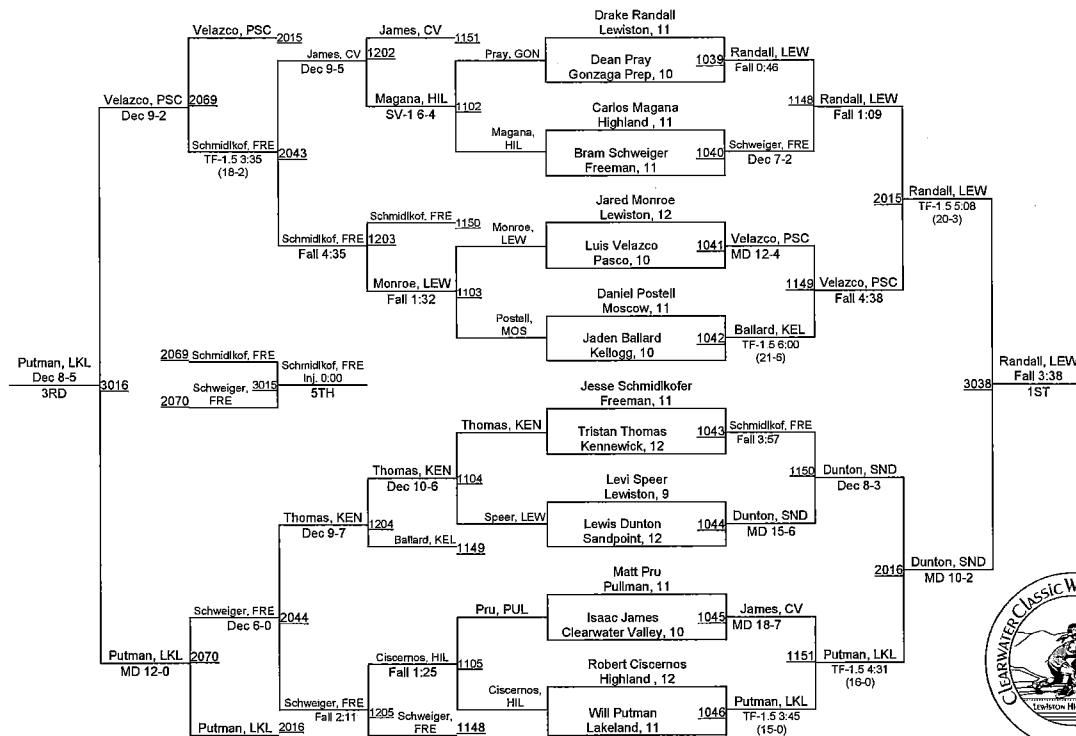 Drake Randall
Lewiston, 11
Dean Pray
Gonzaga Prep, 10
1039
Randall, LEW
Fall 0:46
Carlos Magana
Highland , 11
Bram Schweiger
Freeman, 11
1040
Schweiger, FRE
Dec 7-2
1148
Randall, LEW
Fall 1:09
Jared Monroe
Lewiston, 12
Luis Velazco
Pasco, 10
1041
Velazco, PSC
MD 12-4
Daniel Postell
Moscow, 11
Jaden Ballard
Kellogg, 10
1042
Ballard, KEL
TF-1.5 6:00
(21-5)
1149
Velazco, PSC
Fall 4:38
2015
Randall, LEW
TF-1.5 5:08
(20-3)
Jesse Schmidlkofer
Freeman, 11
Tristan Thomas
Kennewick, 12
1043
Schmidlkof, FRE
Fall 3:57
Levi Speer
Lewiston, 9
Lewis Dunton
Sandpoint, 12
1044
Dunton, SND
MD 15-6
1150
Dunton, SND
Dec 8-3
Matt Pru
Pullman, 11
Isaac James
Clearwater Valley, 10
1045
James, CV
MD 18-7
Robert Ciscernos
Highland , 12
Will Putman
Lakeland, 11
1046
Putman, LKL
TF-1.5 3:45
(15-0)
1151
Putman, LKL
TF-1.5 4:31
(16-0)
2016
Dunton, SND
MD 10-2
3038
Randall, LEW
Fall 3:38
1ST
Pray, GON
Magana,
HIL
1102
Magana, HIL
SV-1 6-4
James, CV
1151
1202
James, CV
Dec 9-5
Monroe,
LEW
Postell,
MOS
1103
Monroe, LEW
Fall 1:32
Schmidlkof, FRE
1150
1203
Schmidlkof, FRE
Fall 4:35
2043
Schmidlkof, FRE
TF-1.5 3:35
(18-2)
Velazco, PSC
2015
2069
Velazco, PSC
Dec 9-2
2069
Schmidlkof, FRE
Schweiger,
FRE
2070
3015
Schmidlkof, FRE
Inj. 0:00
5TH
Putman, LKL
Dec 8-5
3RD
3016
Thomas, KEN
Speer, LEW
1104
Thomas, KEN
Dec 10-6
Ballard, KEL
1149
1204
Thomas, KEN
Dec 9-7
Pru, PUL
Ciscernos,
HIL
1105
Ciscernos, HIL
Fall 1:25
Schweiger,
FRE
1148
1205
Schweiger, FRE
Fall 2:11
2044
Schweiger, FRE
Dec 6-0
Putman, LKL
2016
2070
Putman, LKL
MD 12-0
CLEARWATER CLASSIC W
LEWISTON HI